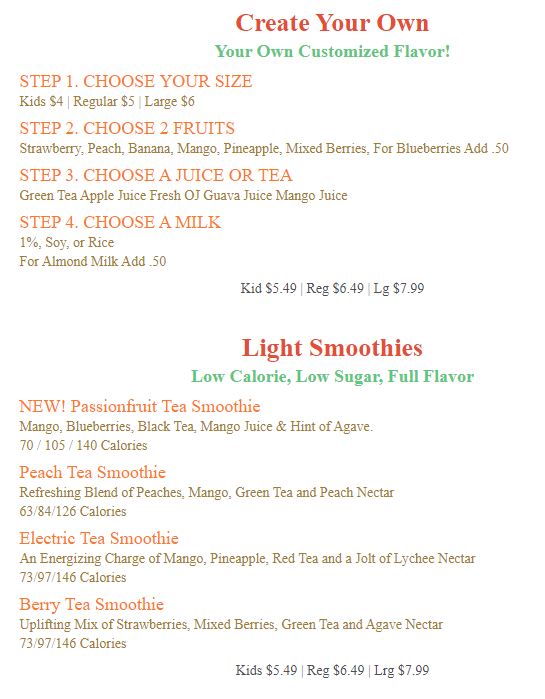 Create Your Own
Your Own Customized Flavor!
STEP 1. CHOOSE YOUR SIZE
Kids $4 | Regular $5 | Large $6
STEP 2. CHOOSE 2 FRUITS
Strawberry, Peach, Banana, Mango, Pineapple, Mixed Berries, For Blueberries Add .50
STEP 3. CHOOSE A JUICE OR TEA
Green Tea Apple Juice Fresh OJ Guava Juice Mango Juice
STEP 4. CHOOSE A MILK
1%, Soy, or Rice
For Almond Milk Add .50
Kid $5.49 | Reg $6.49 | Lg $7.99
Light Smoothies
Low Calorie, Low Sugar, Full Flavor
NEW! Passionfruit Tea Smoothie
Mango, Blueberries, Black Tea, Mango Juice & Hint of Agave.
70 / 105 / 140 Calories
Peach Tea Smoothie
Refreshing Blend of Peaches, Mango, Green Tea and Peach Nectar
63/84/126 Calories
Electric Tea Smoothie
An Energizing Charge of Mango, Pineapple, Red Tea and a Jolt of Lychee Nectar
73/97/146 Calories
Berry Tea Smoothie
Uplifting Mix of Strawberries, Mixed Berries, Green Tea and Agave Nectar
73/97/146 Calories
Kids $5.49 | Reg $6.49 | Lrg $7.99